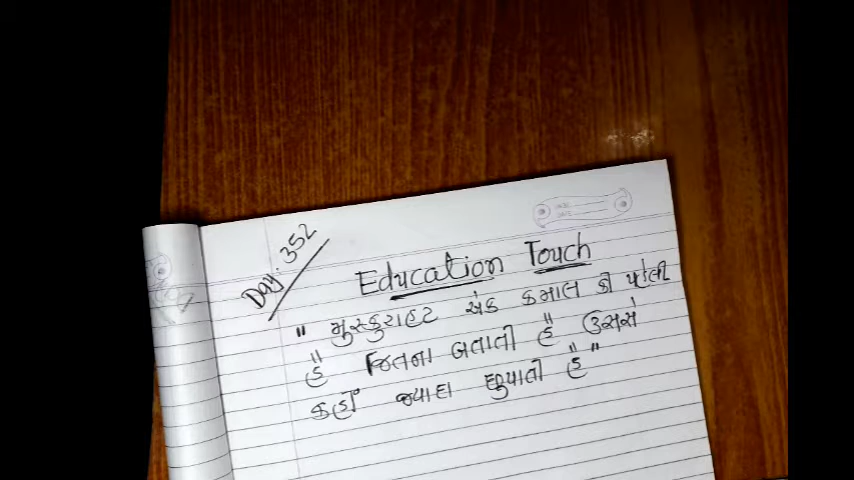 Day: 352
Education Touch
" મુસ્કુરાહટ એક કમાલ કી પહેલી
હૈ જિતના બતાતી હૈ ઉસસે
કહીં જ્યાદા છુપાતી હૈ "